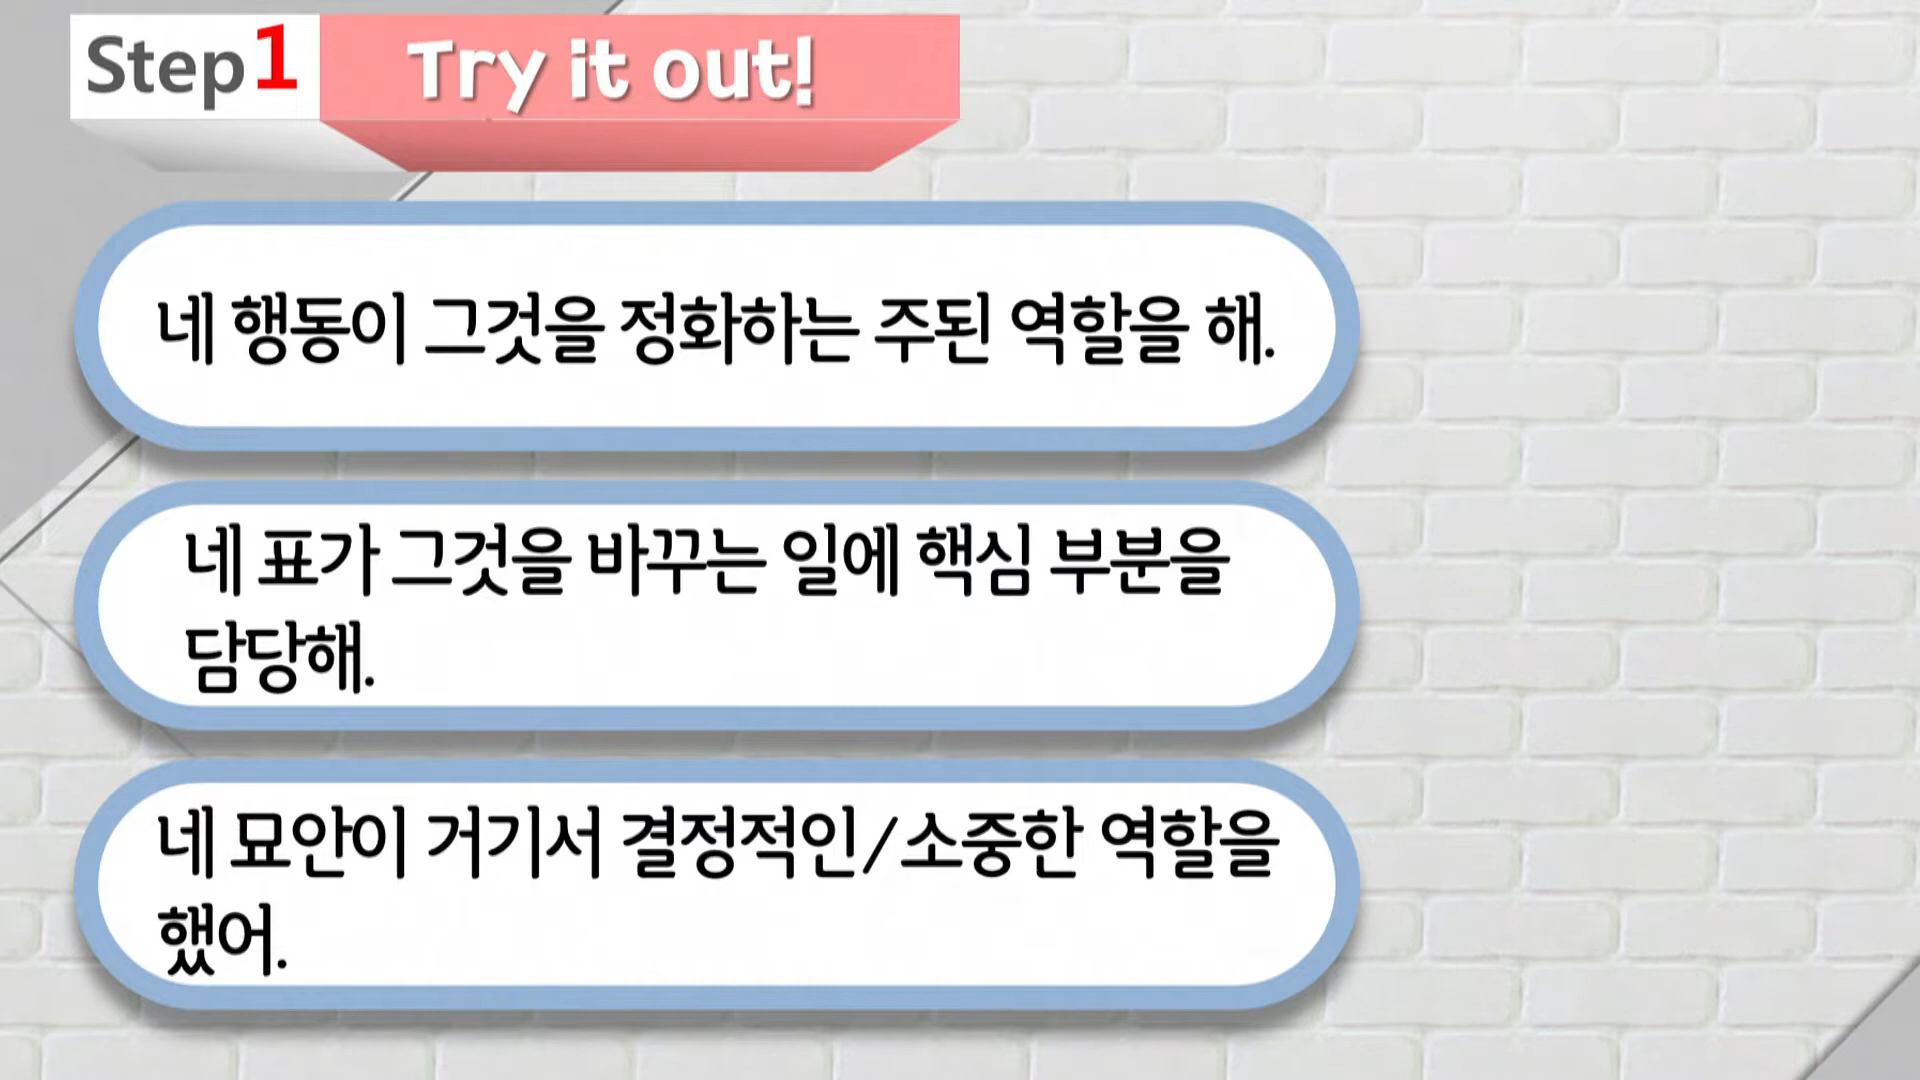 Step1 Try it out!
네 행동이 그것을 정화하는 주된 역할을 해.
네 표가 그것을 바꾸는 일에 핵심 부분을
담당해.
네 묘안이 거기서 결정적인/소중한 역할을
했어.